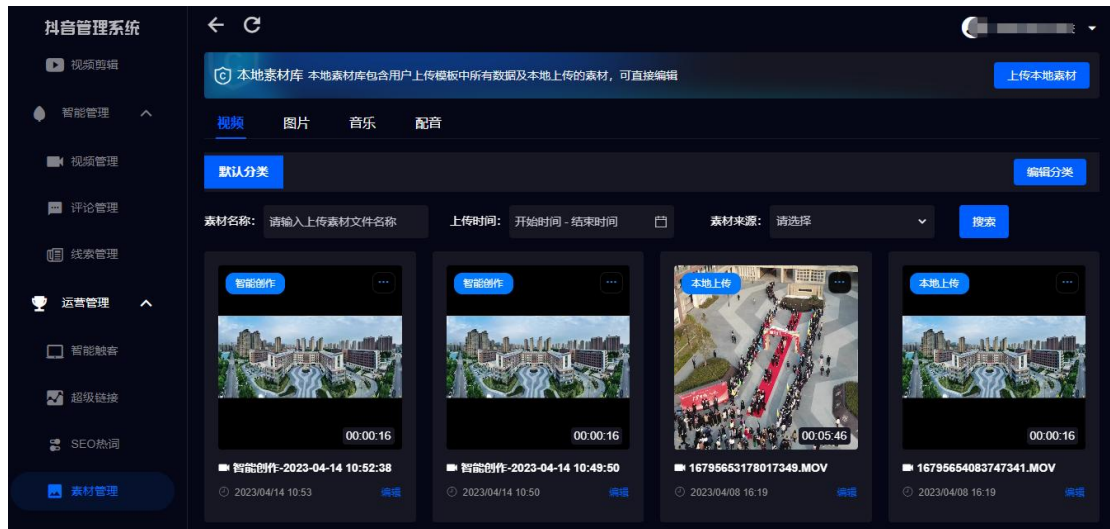 抖音管理系统
视频剪辑
智能管理
视频管理
评论管理
线索管理
运营管理
智能触客
超级链接
SEO热词
素材管理
本地素材库 本地素材库包含用户上传模板中所有数据及本地上传的素材，可直接编辑 上传本地素材
视频 图片 音乐 配音
默认分类 编辑分类
素材名称： 请输入上传素材文件名称 上传时间： 开始时间 - 结束时间 素材来源： 请选择 搜索
智能创作 智能创作 本地上传 本地上传
00:00:16 00:00:16 00:05:46 00:00:16
智能创作-2023-04-14 10:52:38 智能创作-2023-04-14 10:49:50 16795653178017349.MOV 16795654083747341.MOV
2023/04/14 10:53 编辑 2023/04/14 10:50 编辑 2023/04/08 16:19 编辑 2023/04/08 16:19 编辑